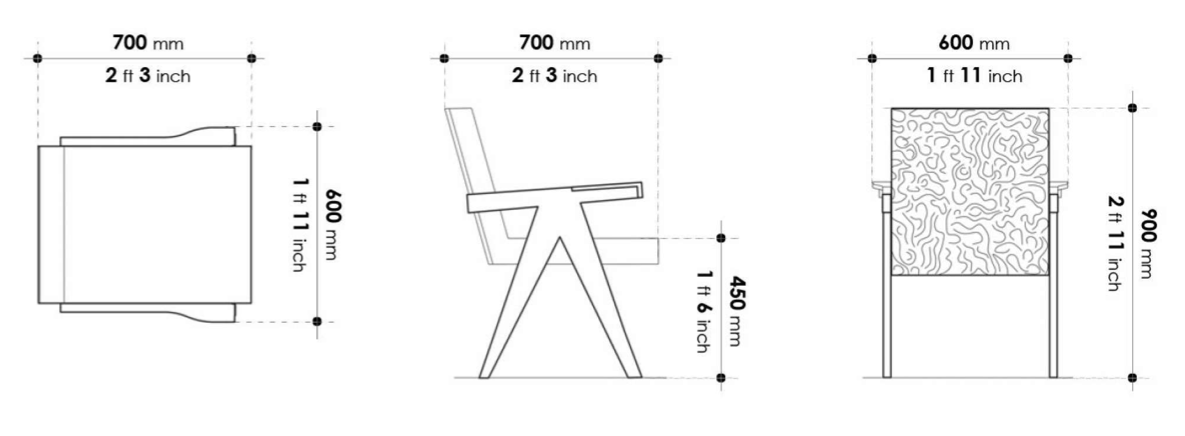 700 mm
2 ft 3 inch
600 mm
1 ft 11 inch
700 mm
2 ft 3 inch
450 mm
1 ft 6 inch
600 mm
1 ft 11 inch
900 mm
2 ft 11 inch